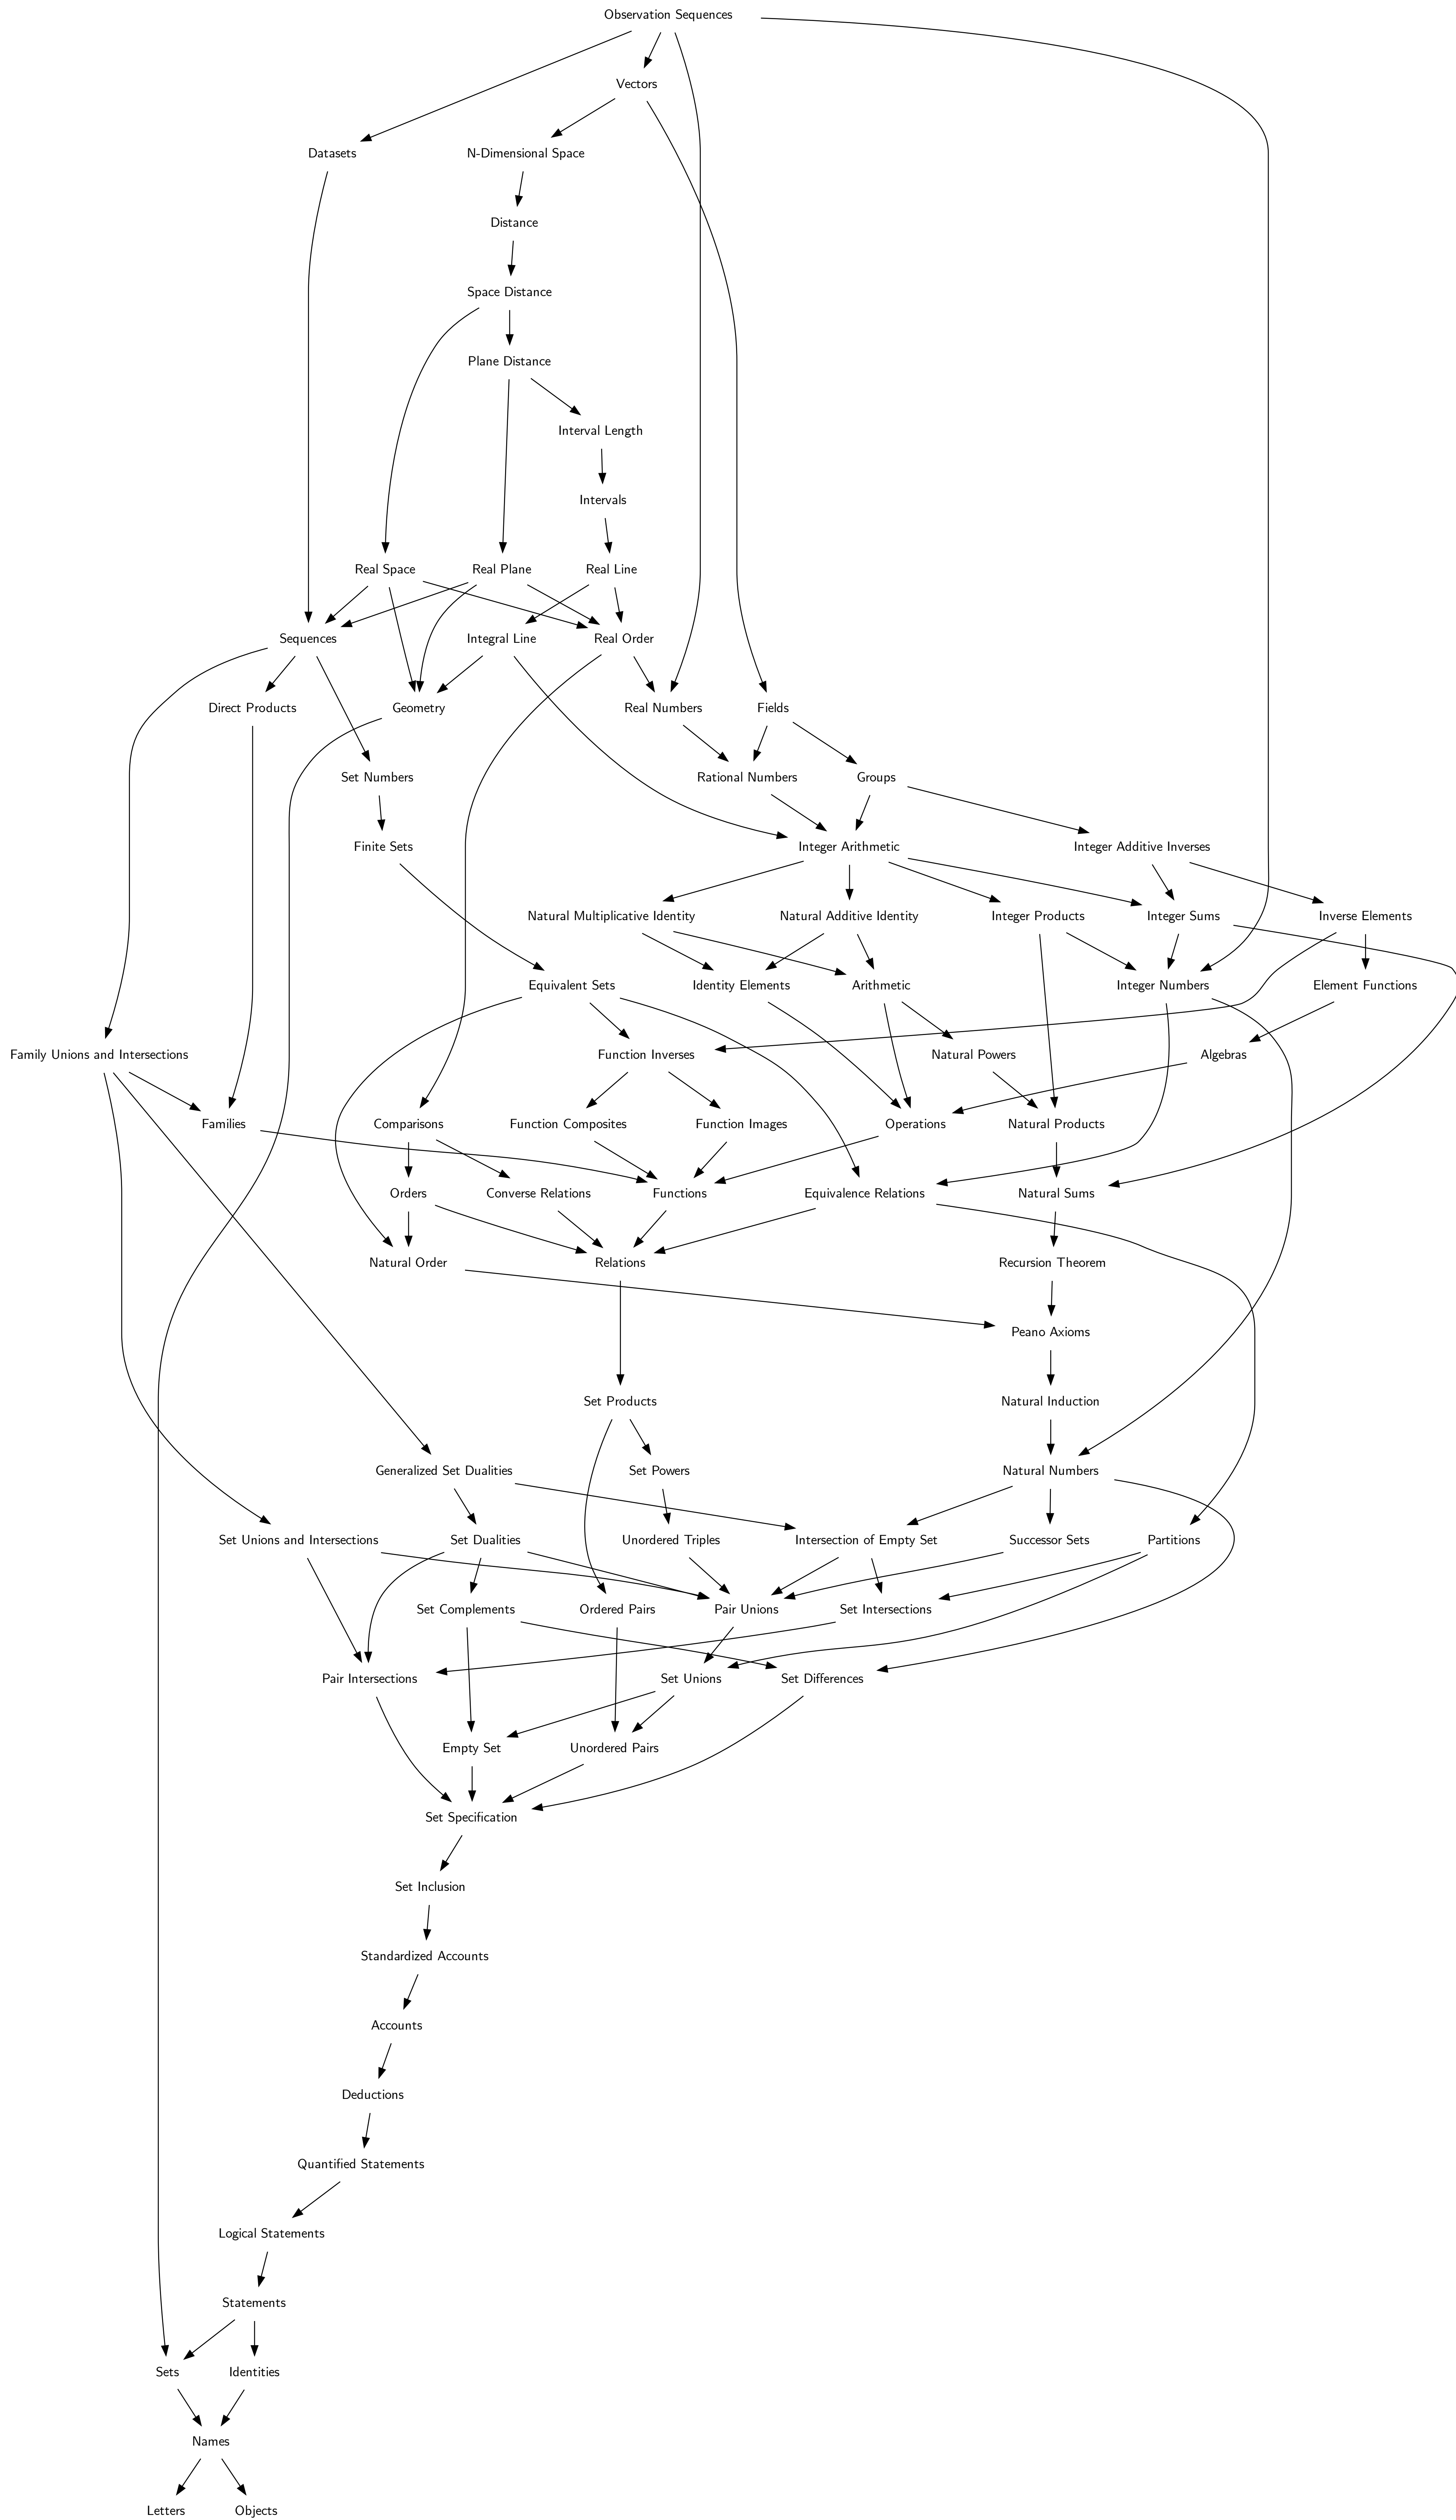 Observation Sequences
Vectors
Datasets
N-Dimensional Space
Distance
Space Distance
Plane Distance
Interval Length
Intervals
Real Space
Real Plane
Real Line
Sequences
Integral Line
Real Order
Direct Products
Geometry
Real Numbers
Fields
Set Numbers
Rational Numbers
Groups
Finite Sets
Integer Arithmetic
Integer Additive Inverses
Natural Multiplicative Identity
Natural Additive Identity
Integer Products
Integer Sums
Inverse Elements
Equivalent Sets
Identity Elements
Arithmetic
Integer Numbers
Element Functions
Family Unions and Intersections
Function Inverses
Natural Powers
Algebras
Families
Comparisons
Function Composites
Function Images
Operations
Natural Products
Orders
Converse Relations
Functions
Equivalence Relations
Natural Sums
Natural Order
Relations
Recursion Theorem
Peano Axioms
Set Products
Natural Induction
Generalized Set Dualities
Set Powers
Natural Numbers
Set Unions and Intersections
Set Dualities
Unordered Triples
Intersection of Empty Set
Successor Sets
Partitions
Set Complements
Ordered Pairs
Pair Unions
Set Intersections
Pair Intersections
Set Unions
Set Differences
Empty Set
Unordered Pairs
Set Specification
Set Inclusion
Standardized Accounts
Accounts
Deductions
Quantified Statements
Logical Statements
Statements
Sets
Identities
Names
Letters
Objects